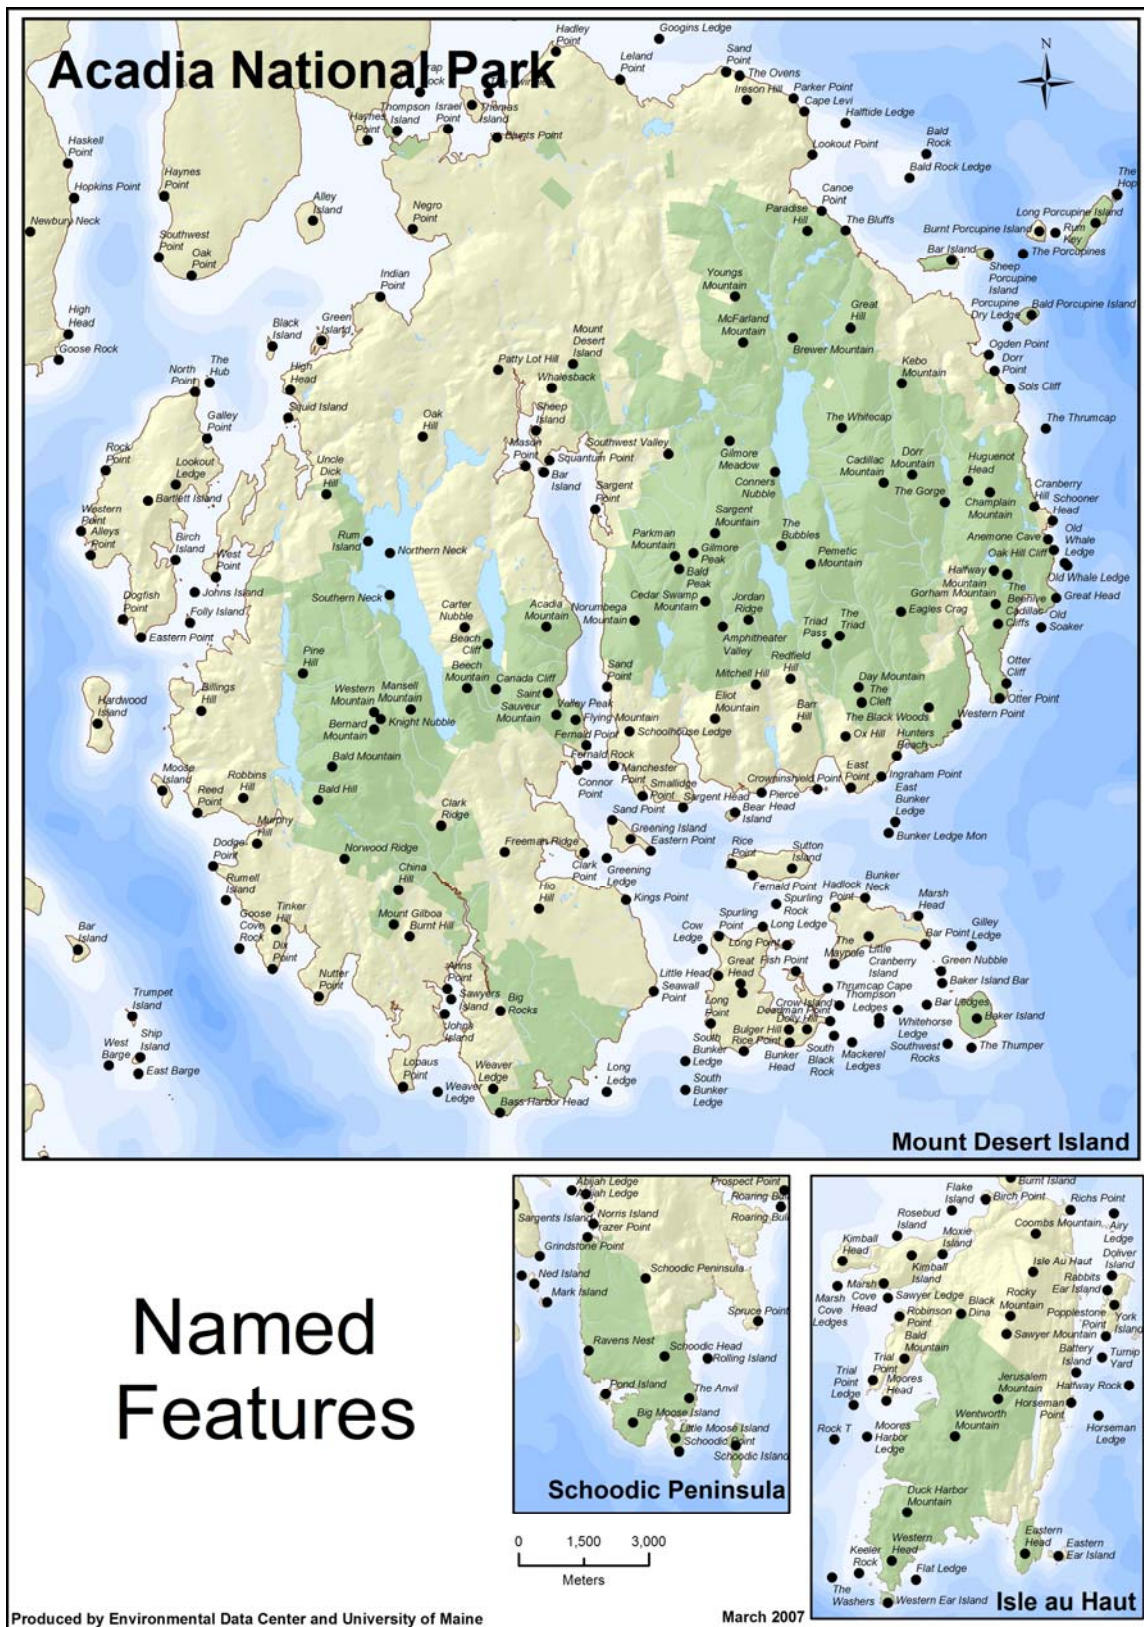 Acadia National Park
N
Hadley
Point
Googins Ledge
Leland
Point
Sand
Point
The Ovens
Ireson Hill
Parker Point
Cape Levi
Halftide Ledge
Thompson
Island
Israel
Point
Thomas
Island
Haynes
Point
Lookout Point
Bald
Rock
Bald Rock Ledge
Haskell
Point
Hopkins Point
Haynes
Point
Newbury Neck
Southwest
Point
Oak
Point
Alley
Island
Negro
Point
Indian
Point
Canoe
Point
Paradise
Hill
The Bluffs
The
Hop
Long Porcupine Island
Burnt Porcupine Island
Rum
Key
Bar Island
The Porcupines
Sheep
Porcupine
Island
Porcupine
Dry Ledge
Bald Porcupine Island
Youngs
Mountain
McFarland
Mountain
Great
Hill
Brewer Mountain
High
Head
Goose Rock
Black
Island
Green
Island
Mount
Desert
Island
Patty Lot Hill
Whalesback
Kebo
Mountain
Ogden Point
Dorr
Point
Sols Cliff
North
Point
The
Hub
High
Head
Squid Island
Galley
Point
Oak
Hill
Sheep
Island
Mason
Point
Squantum Point
Bar
Island
Southwest Valley
The Whitecap
The Thrumcap
Rock
Point
Lookout
Ledge
Bartlett Island
Uncle
Dick
Hill
Sargent
Point
Gilmore
Meadow
Conners
Nubble
Cadillac
Mountain
Dorr
Mountain
The Gorge
Huguenot
Head
Champlain
Mountain
Cranberry
Hill
Schooner
Head
Western
Point
Alleys
Point
Birch
Island
West
Point
Rum
Island
Northern Neck
Parkman
Mountain
Sargent
Mountain
Gilmore
Peak
Bald
Peak
The
Bubbles
Pemetic
Mountain
Anemone Cave
Oak Hill Cliff
Old
Whale
Ledge
Old Whale Ledge
Halfway
Mountain
Gorham Mountain
The
Beehive
Great Head
Cadillac
Cliffs
Old
Soaker
Johns Island
Dogfish
Point
Folly Island
Eastern Point
Southern Neck
Carter
Nubble
Beach
Cliff
Acadia
Mountain
Norumbega
Mountain
Cedar Swamp
Mountain
Jordan
Ridge
Amphitheater
Valley
The
Triad
Triad
Pass
Eagles Crag
Pine
Hill
Beech
Mountain
Canada Cliff
Saint
Sauveur
Mountain
Valley Peak
Flying Mountain
Sand
Point
Mitchell Hill
Redfield
Hill
Day Mountain
The
Cleft
Otter
Cliff
Otter Point
Hardwood
Island
Billings
Hill
Western
Mountain
Mansell
Mountain
Bernard
Mountain
Knight Nubble
Fernald Point
Schoolhouse Ledge
Eliot
Mountain
Barr
Hill
The Black Woods
Ox Hill
Hunters
Beach
Western Point
Bald Mountain
Fernald Rock
Connor
Point
Manchester
Point
Smallidge
Point
Moose
Island
Reed
Point
Robbins
Hill
Bald Hill
Crowninshield Point
Pierce
Sargent Head
Bear
Island
East
Point
Ingraham Point
East
Bunker
Ledge
Bunker Ledge Mon
Murphy
Hill
Clark
Ridge
Sand Point
Greening Island
Eastern Point
Dodge
Point
Norwood Ridge
Freeman Ridge
Clark
Point
Greening
Ledge
Rice
Point
Sutton
Island
Fernald Point
China
Hill
Hio
Hill
Kings Point
Rumell
Island
Goose
Cove
Rock
Tinker
Hill
Dix
Point
Mount Gilboa
Burnt Hill
Spurling
Rock
Hadlock
Point
Bunker
Neck
Marsh
Head
Cow
Ledge
Spurling
Point
Long Ledge
Long Point
Bar Point
Gilley
Ledge
Bar
Island
Nutter
Point
Anns
Point
Sawyers
Island
Johns
Island
Big
Rocks
Seawall
Point
Little Head
Great
Head
Fish Point
The
Maypole
Little
Cranberry
Island
Green Nubble
Baker Island Bar
Trumpet
Island
Ship
Island
West
Barge
East Barge
Long
Point
Crow Island
Deadman Point
Dolly Hill
Bulger Hill
Rice Point
Thrumcap Cape
Thompson
Ledges
Whitehorse
Ledge
Bar Ledges
Baker Island
Lopaus
Point
Weaver
Ledge
Weaver
Ledge
Bass Harbor Head
Long
Ledge
South
Bunker
Ledge
South
Bunker
Ledge
Bunker
Head
South
Black
Rock
Mackerel
Ledges
Southwest
Rocks
The Thumper
Mount Desert Island
Named
Features
Abijah Ledge
Norris Island
Frazer Point
Sargents Island
Grindstone Point
Prospect Point
Ned Island
Mark Island
Schoodic Peninsula
Spruce Point
Ravens Nest
Schoodic Head
Rolling Island
Pond Island
The Anvil
Big Moose Island
Little Moose Island
Schoodic Point
Schoodic Island
Schoodic Peninsula
0 1,500 3,000
Meters
Burnt Island
Flake
Island
Birch Point
Richs Point
Rosebud
Island
Moxie
Island
Coombs Mountain
Airy
Ledge
Kimball
Head
Kimball
Island
Isle Au Haut
Doliver
Island
Rabbits
Ear Island
Marsh
Cove
Ledges
Marsh
Cove
Head
Sawyer Ledge
Robinson
Point
Black
Dina
Rocky
Mountain
Popplestone
Point
York
Island
Bald
Mountain
Sawyer Mountain
Battery
Island
Turnip
Yard
Trial
Point
Trial
Point
Ledge
Moores
Head
Jerusalem
Mountain
Halfway Rock
Horseman
Point
Wentworth
Mountain
Horseman
Ledge
Rock T
Moores
Harbor
Ledge
Duck Harbor
Mountain
Western
Head
Keeler
Rock
Flat Ledge
Eastern
Head
Eastern
Ear Island
The
Washers
Western Ear Island
Isle au Haut
Produced by Environmental Data Center and University of Maine
March 2007